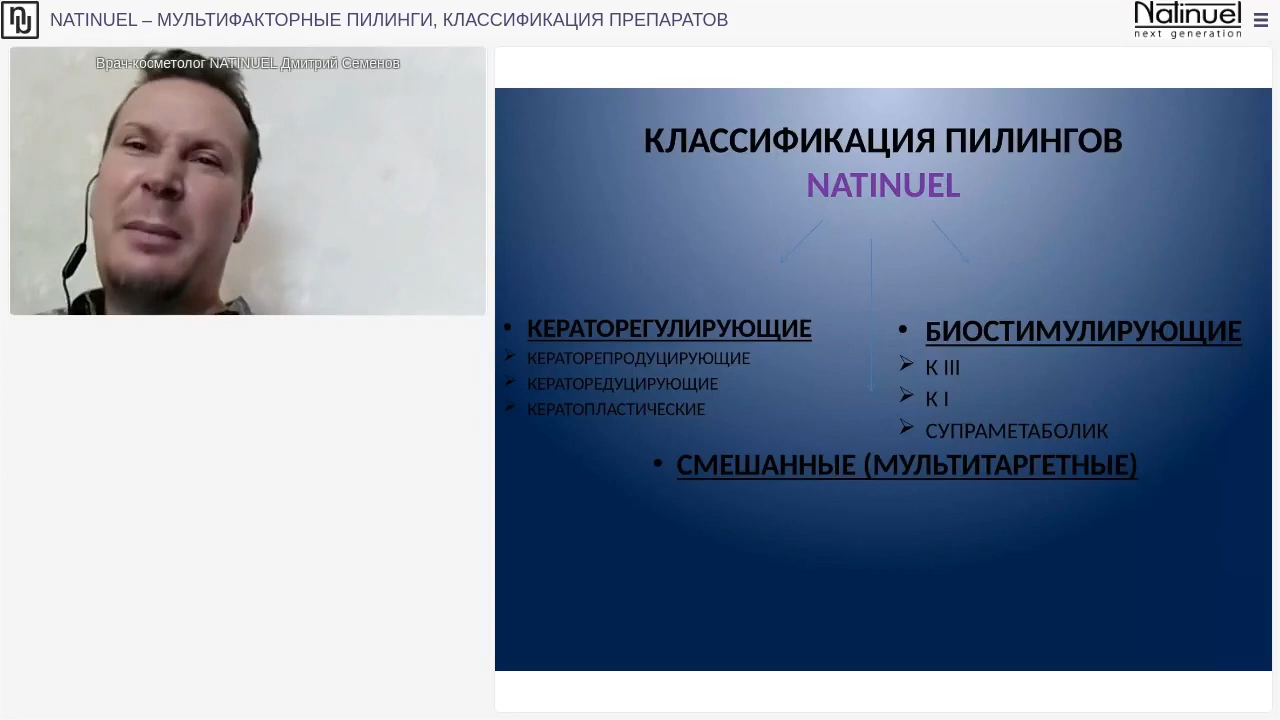 NATINUEL – МУЛЬТИФАКТОРНЫЕ ПИЛИНГИ, КЛАССИФИКАЦИЯ ПРЕПАРАТОВ
Natinuel
next generation
Врач-косметолог NATINUEL Дмитрий Семенов
КЛАССИФИКАЦИЯ ПИЛИНГОВ
NATINUEL
КЕРАТОРЕГУЛИРУЮЩИЕ
КЕРАТОРЕПРОДУЦИРУЮЩИЕ
КЕРАТОРЕДУЦИРУЮЩИЕ
КЕРАТОПЛАСТИЧЕСКИЕ
БИОСТИМУЛИРУЮЩИЕ
К III
К I
СУПРАМЕТАБОЛИК
СМЕШАННЫЕ (МУЛЬТИТАРГЕТНЫЕ)